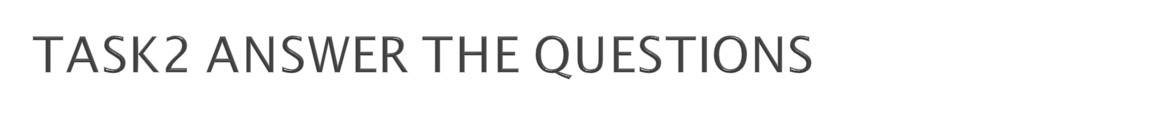 TASK2 ANSWER THE QUESTIONS